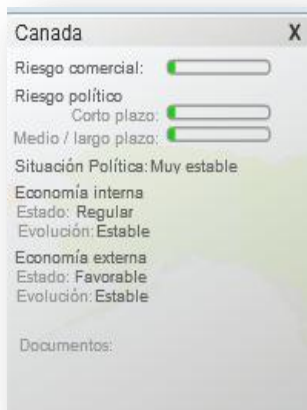 Canada X
Riesgo comercial:
Riesgo político
Corto plazo:
Medio / largo plazo:
Situación Política: Muy estable
Economía interna
Estado: Regular
Evolución: Estable
Economía externa
Estado: Favorable
Evolución: Estable
Documentos: